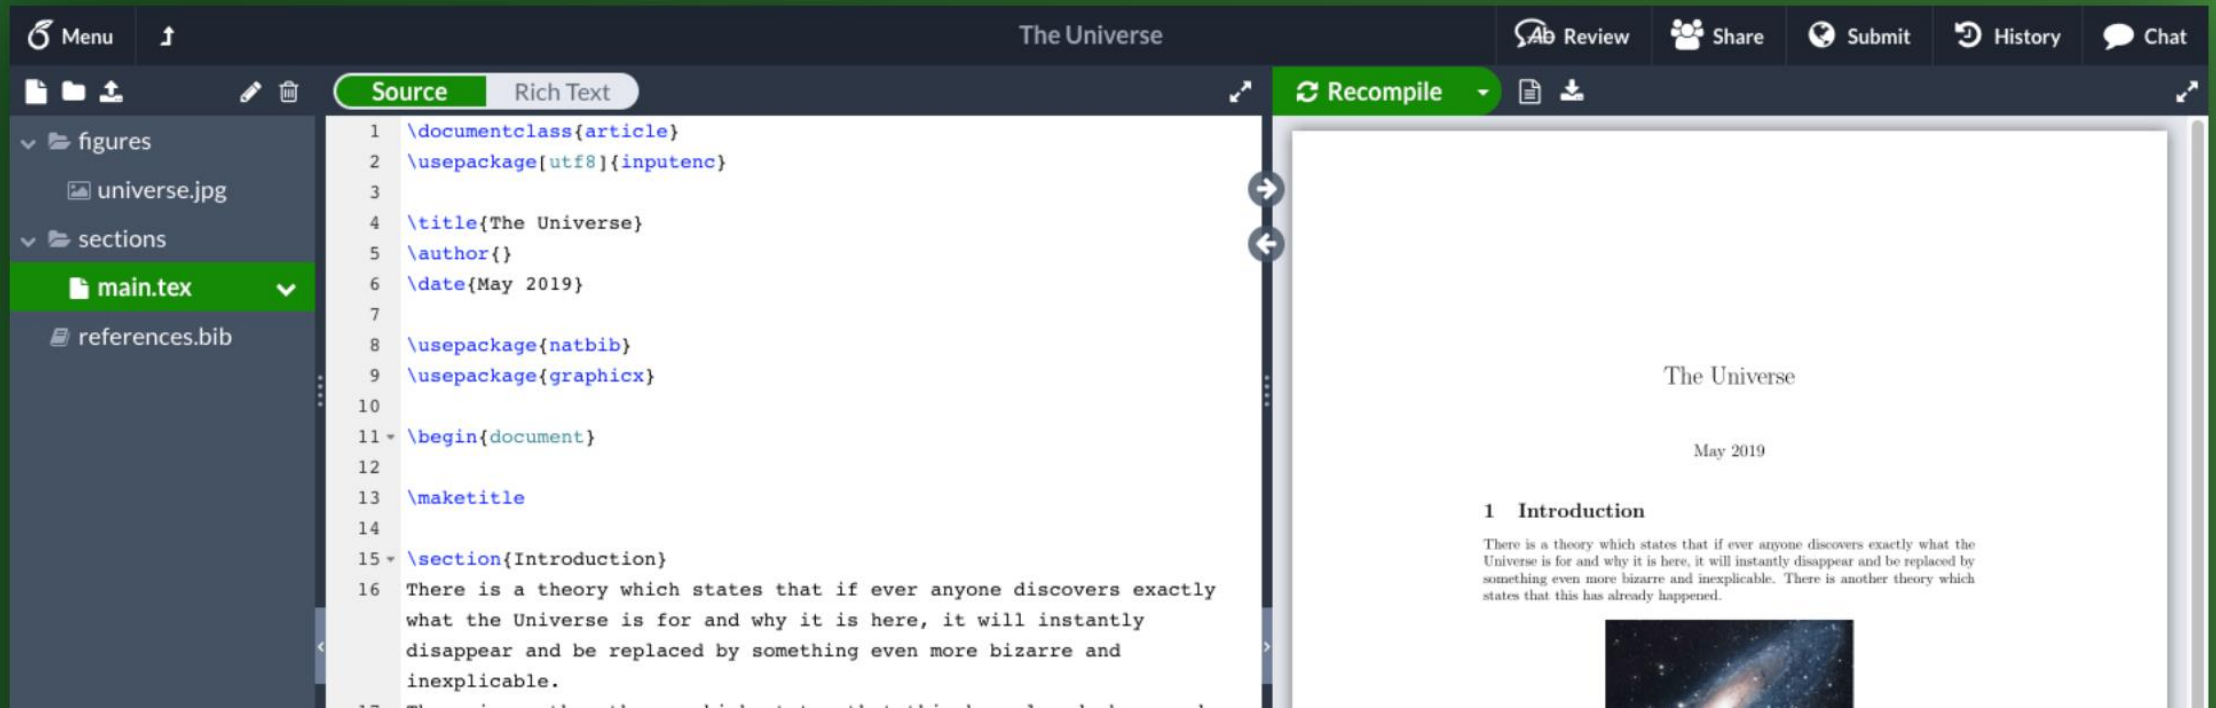 Menu
The Universe
Review
Share
Submit
History
Chat
Source
Rich Text
Recompile
figures
universe.jpg
sections
main.tex
references.bib
1 \documentclass{article}
2 \usepackage[utf8]{inputenc}
3
4 \title{The Universe}
5 \author{}
6 \date{May 2019}
7
8 \usepackage{natbib}
9 \usepackage{graphicx}
10
11 \begin{document}
12
13 \maketitle
14
15 \section{Introduction}
16 There is a theory which states that if ever anyone discovers exactly
what the Universe is for and why it is here, it will instantly
disappear and be replaced by something even more bizarre and
inexplicable.
The Universe
May 2019
1 Introduction
There is a theory which states that if ever anyone discovers exactly what the
Universe is for and why it is here, it will instantly disappear and be replaced by
something even more bizarre and inexplicable. There is another theory which
states that this has already happened.